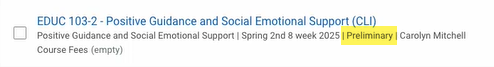 EDUC 103-2 - Positive Guidance and Social Emotional Support (CLI)
Positive Guidance and Social Emotional Support | Spring 2nd 8 week 2025 | Preliminary | Carolyn Mitchell
Course Fees (empty)